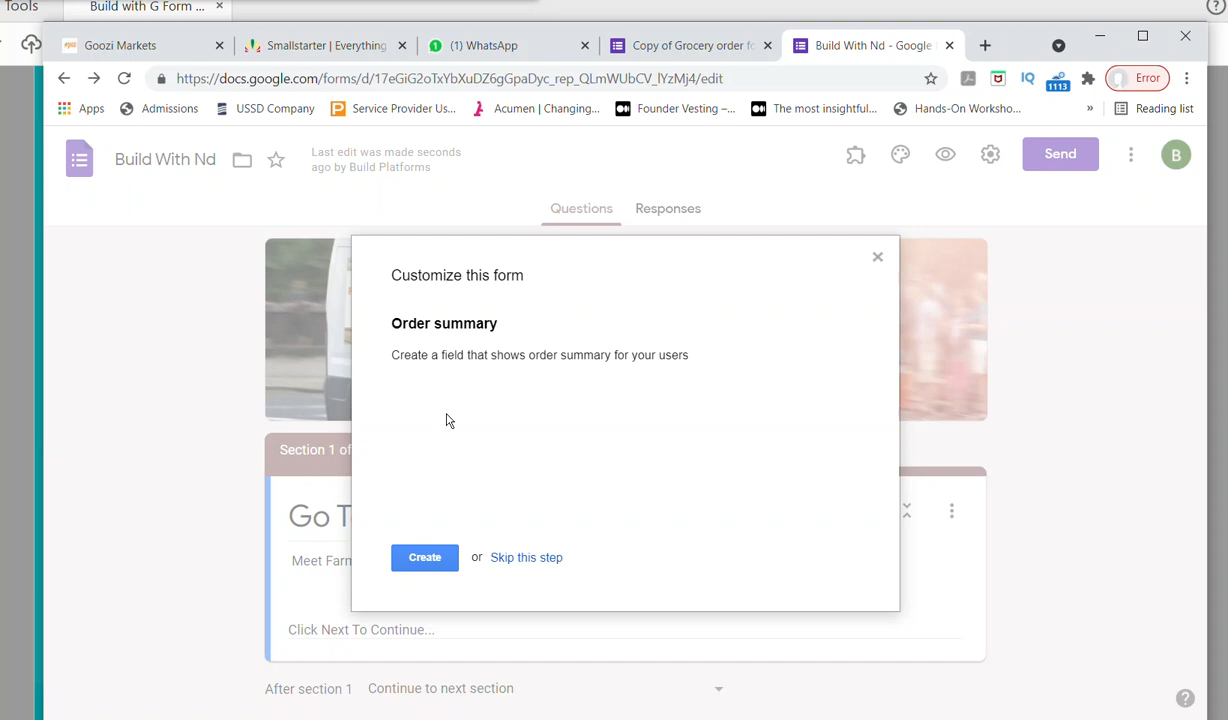 Tools
Build with G Form ...
Goozi Markets
Smallstarter | Everything
(1) WhatsApp
Copy of Grocery order fo
Build With Nd - Google
https://docs.google.com/forms/d/17eGiG2oTxYbXuDZ6gGpaDyc_rep_QLmWUbCV_lYzMj4/edit
IQ
1113
Error
Apps
Admissions
USSD Company
Service Provider Us...
Acumen | Changing...
Founder Vesting –...
The most insightful...
Hands-On Worksho...
»
Reading list
Build With Nd
Last edit was made seconds
ago by Build Platforms
Send
B
Questions
Responses
Customize this form
Order summary
Create a field that shows order summary for your users
Section 1 of
Go T
Meet Farn
Create
or
Skip this step
Click Next To Continue...
After section 1
Continue to next section